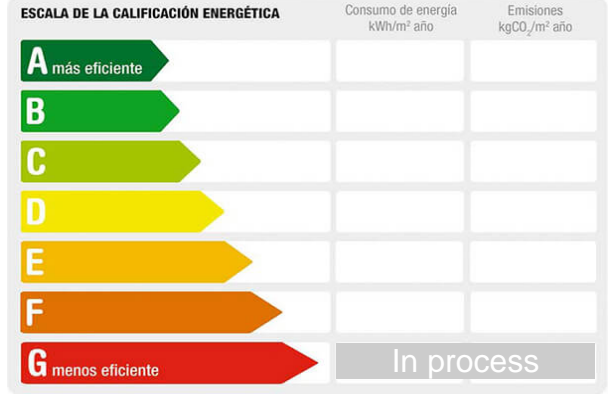 ESCALA DE LA CALIFICACIÓN ENERGÉTICA
Consumo de energía
kWh/m² año
Emisiones
kgCO₂/m² año
A más eficiente
B
C
D
E
F
G menos eficiente
In process